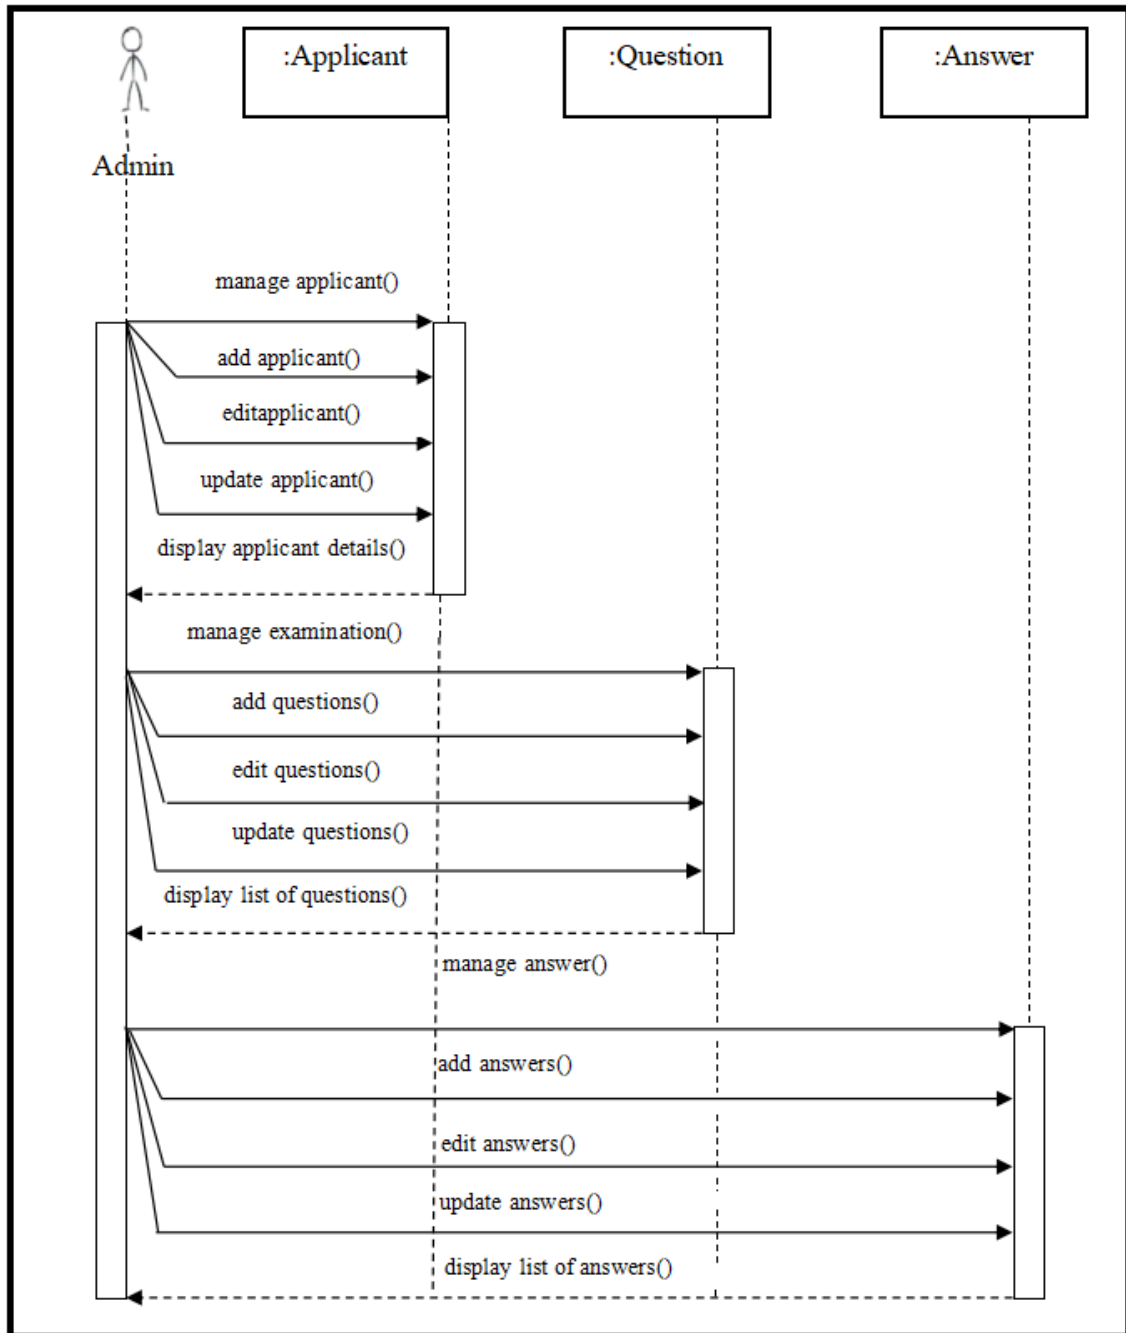 :Applicant
:Question
:Answer
Admin
manage applicant()
add applicant()
editapplicant()
update applicant()
display applicant details()
manage examination()
add questions()
edit questions()
update questions()
display list of questions()
manage answer()
add answers()
edit answers()
update answers()
display list of answers()